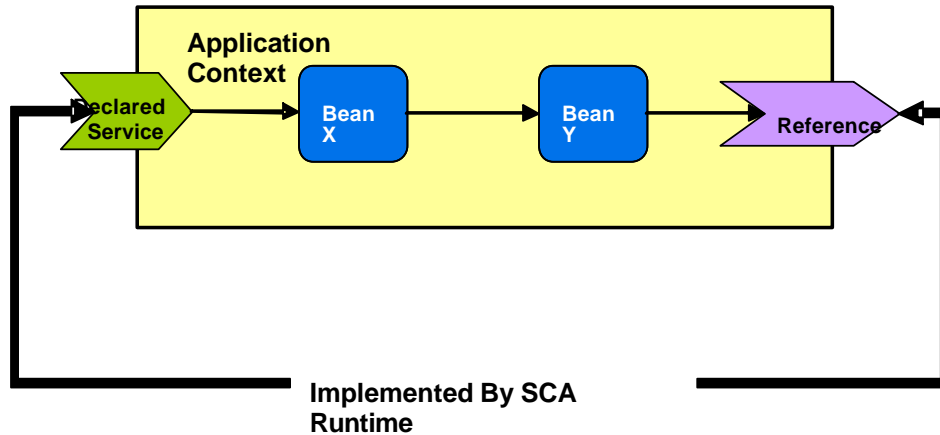 Application
Context
Declared
Service
Bean
X
Bean
Y
Reference
Implemented By SCA
Runtime